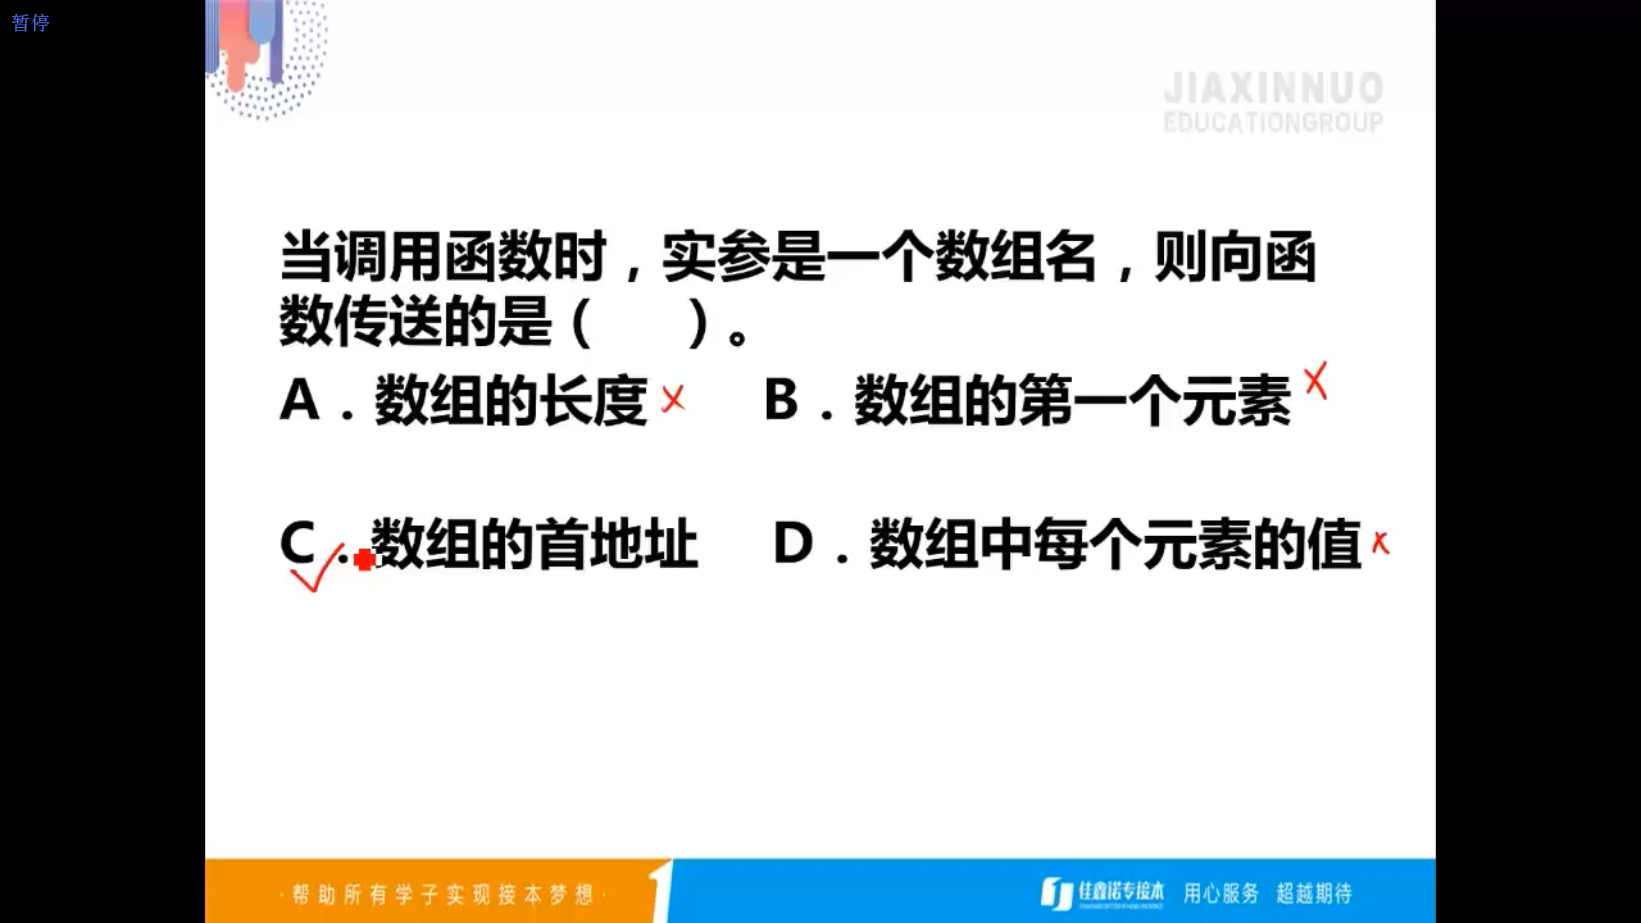 暂停
JIAXINNUO
EDUCATIONGROUP
当调用函数时，实参是一个数组名，则向函
数传送的是（　　）。
A．数组的长度 × B．数组的第一个元素 ×
C．数组的首地址 D．数组中每个元素的值 ×
·帮助所有学子实现接本梦想·
佳鑫诺专接本 用心服务 超越期待